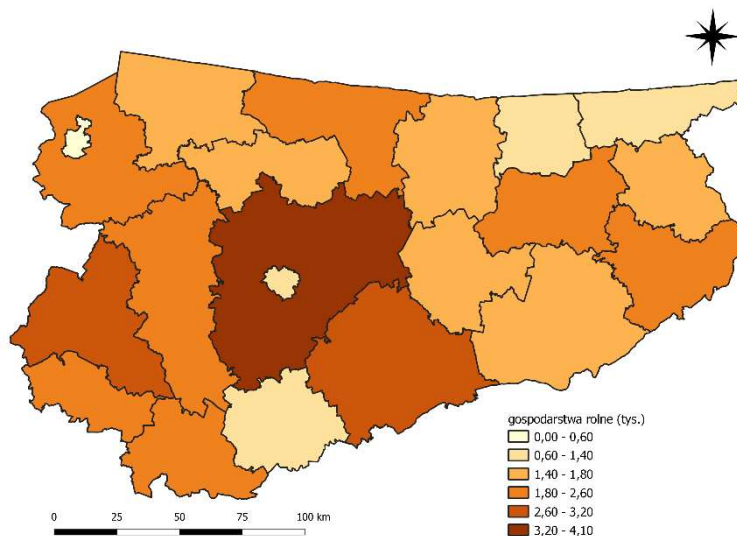 gospodarstwa rolne (tys.)
0,00 - 0,60
0,60 - 1,40
1,40 - 1,80
1,80 - 2,60
2,60 - 3,20
3,20 - 4,10
0 25 50 75 100 km